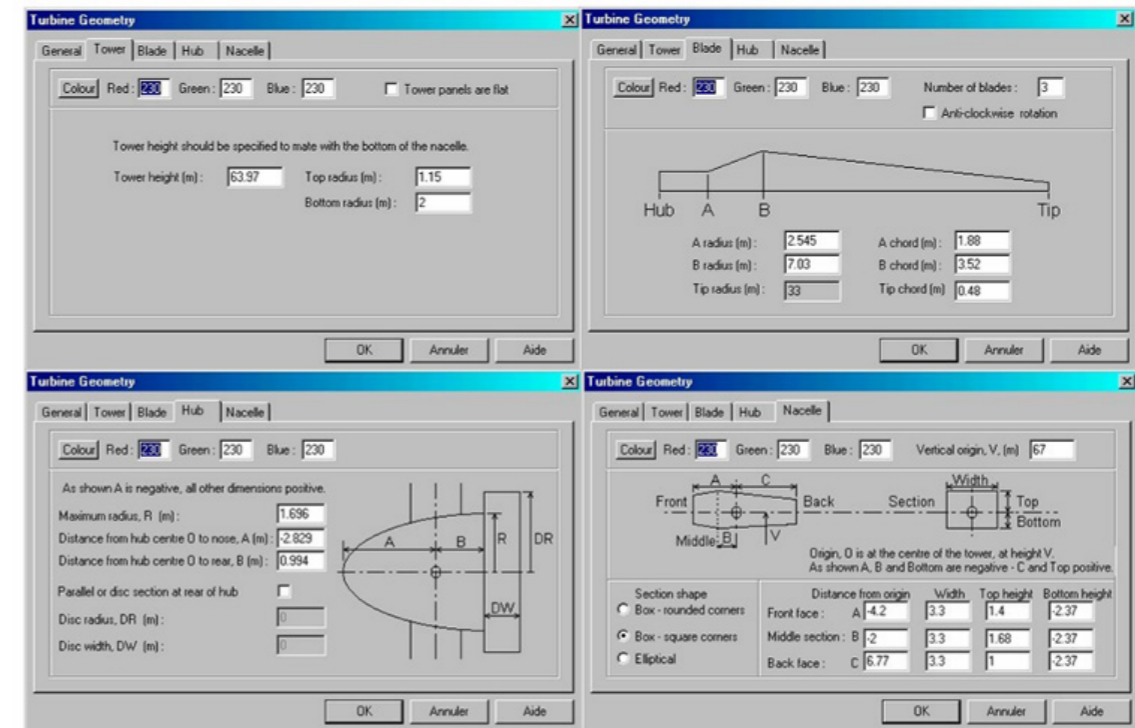 Turbine Geometry
General Tower Blade Hub Nacelle
Colour Red : 230 Green : 230 Blue : 230 Tower panels are flat
Tower height should be specified to mate with the bottom of the nacelle.
Tower height (m) : 63.97 Top radius (m) : 1.15
Bottom radius (m) : 2
OK Annuler Aide
Turbine Geometry
General Tower Blade Hub Nacelle
Colour Red : 230 Green : 230 Blue : 230 Number of blades : 3
Anti-clockwise rotation
Hub A B Tip
A radius (m) : 2.545 A chord (m) : 1.88
B radius (m) : 7.03 B chord (m) : 3.52
Tip radius (m) : 33 Tip chord (m) 0.48
OK Annuler Aide
Turbine Geometry
General Tower Blade Hub Nacelle
Colour Red : 230 Green : 230 Blue : 230
As shown A is negative, all other dimensions positive.
Maximum radius, R (m) : 1.696
Distance from hub centre O to nose, A (m) : -2.829
Distance from hub centre O to rear, B (m) : 0.994
Parallel or disc section at rear of hub
Disc radius, DR (m) : 0
Disc width, DW (m) : 0
A B R DR
DW
OK Annuler Aide
Turbine Geometry
General Tower Blade Hub Nacelle
Colour Red : 230 Green : 230 Blue : 230 Vertical origin, V, (m) 67
A C Width
Front Back Section Top
Bottom
Middle B V
Origin, O is at the centre of the tower, at height V.
As shown A, B and Bottom are negative - C and Top positive.
Section shape Distance from origin Width Top height Bottom height
Box - rounded corners Front face : A -4.2 3.3 1.4 -2.37
Box - square corners Middle section : B -2 3.3 1.68 -2.37
Elliptical Back face : C 6.77 3.3 1 -2.37
OK Annuler Aide